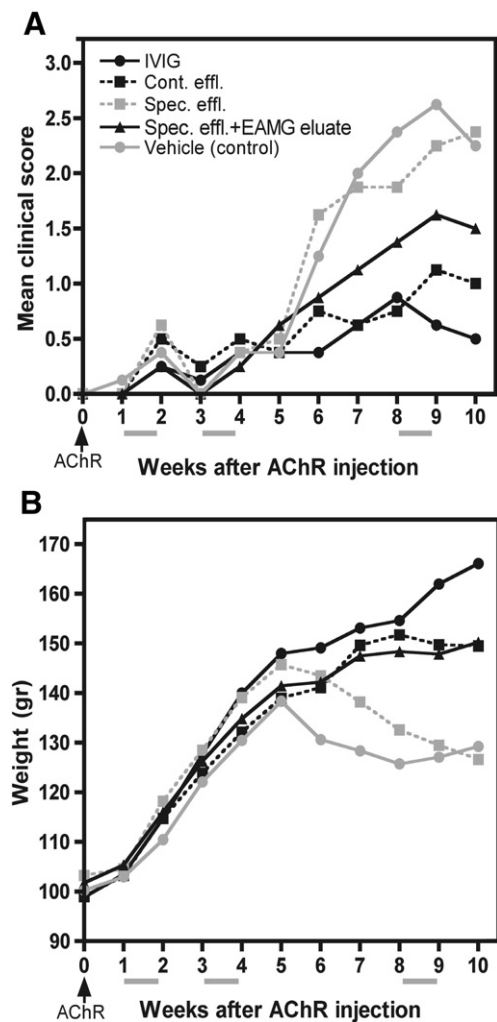 A
3.0
2.5
2.0
1.5
1.0
0.5
0.0
Mean clinical score
IVIG
Cont. effl.
Spec. effl.
Spec. effl.+EAMG eluate
Vehicle (control)
0 1 2 3 4 5 6 7 8 9 10
AChR
Weeks after AChR injection
B
170
160
150
140
130
120
110
100
90
Weight (gr)
0 1 2 3 4 5 6 7 8 9 10
AChR
Weeks after AChR injection